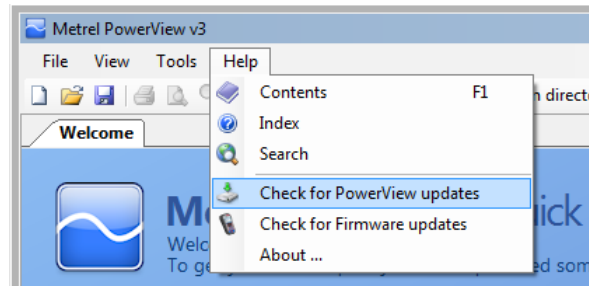 Metrel PowerView v3
File View Tools Help
Contents F1
Index
Search
Check for PowerView updates
Check for Firmware updates
About ...
Welcome